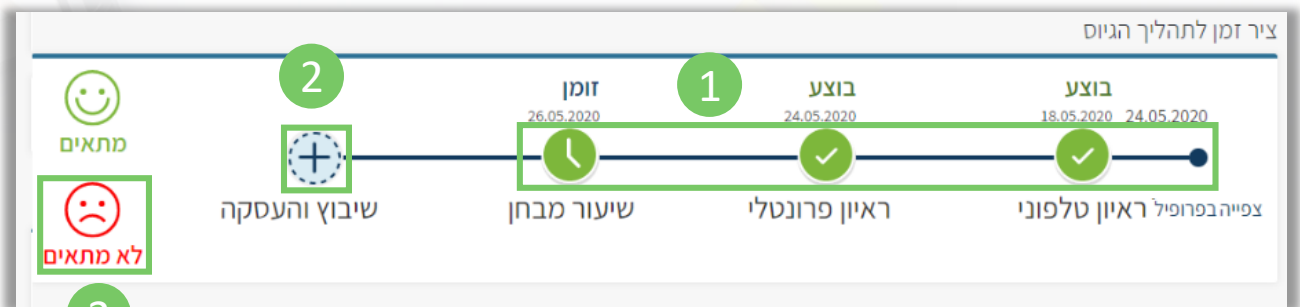 ציר זמן לתהליך הגיוס
1
2
בוצע
בוצע
זומן
24.05.2020
18.05.2020
24.05.2020
26.05.2020
מתאים
צפייה בפרופיל
ראיון טלפוני
ראיון פרונטלי
שיעור מבחן
שיבוץ והעסקה
לא מתאים